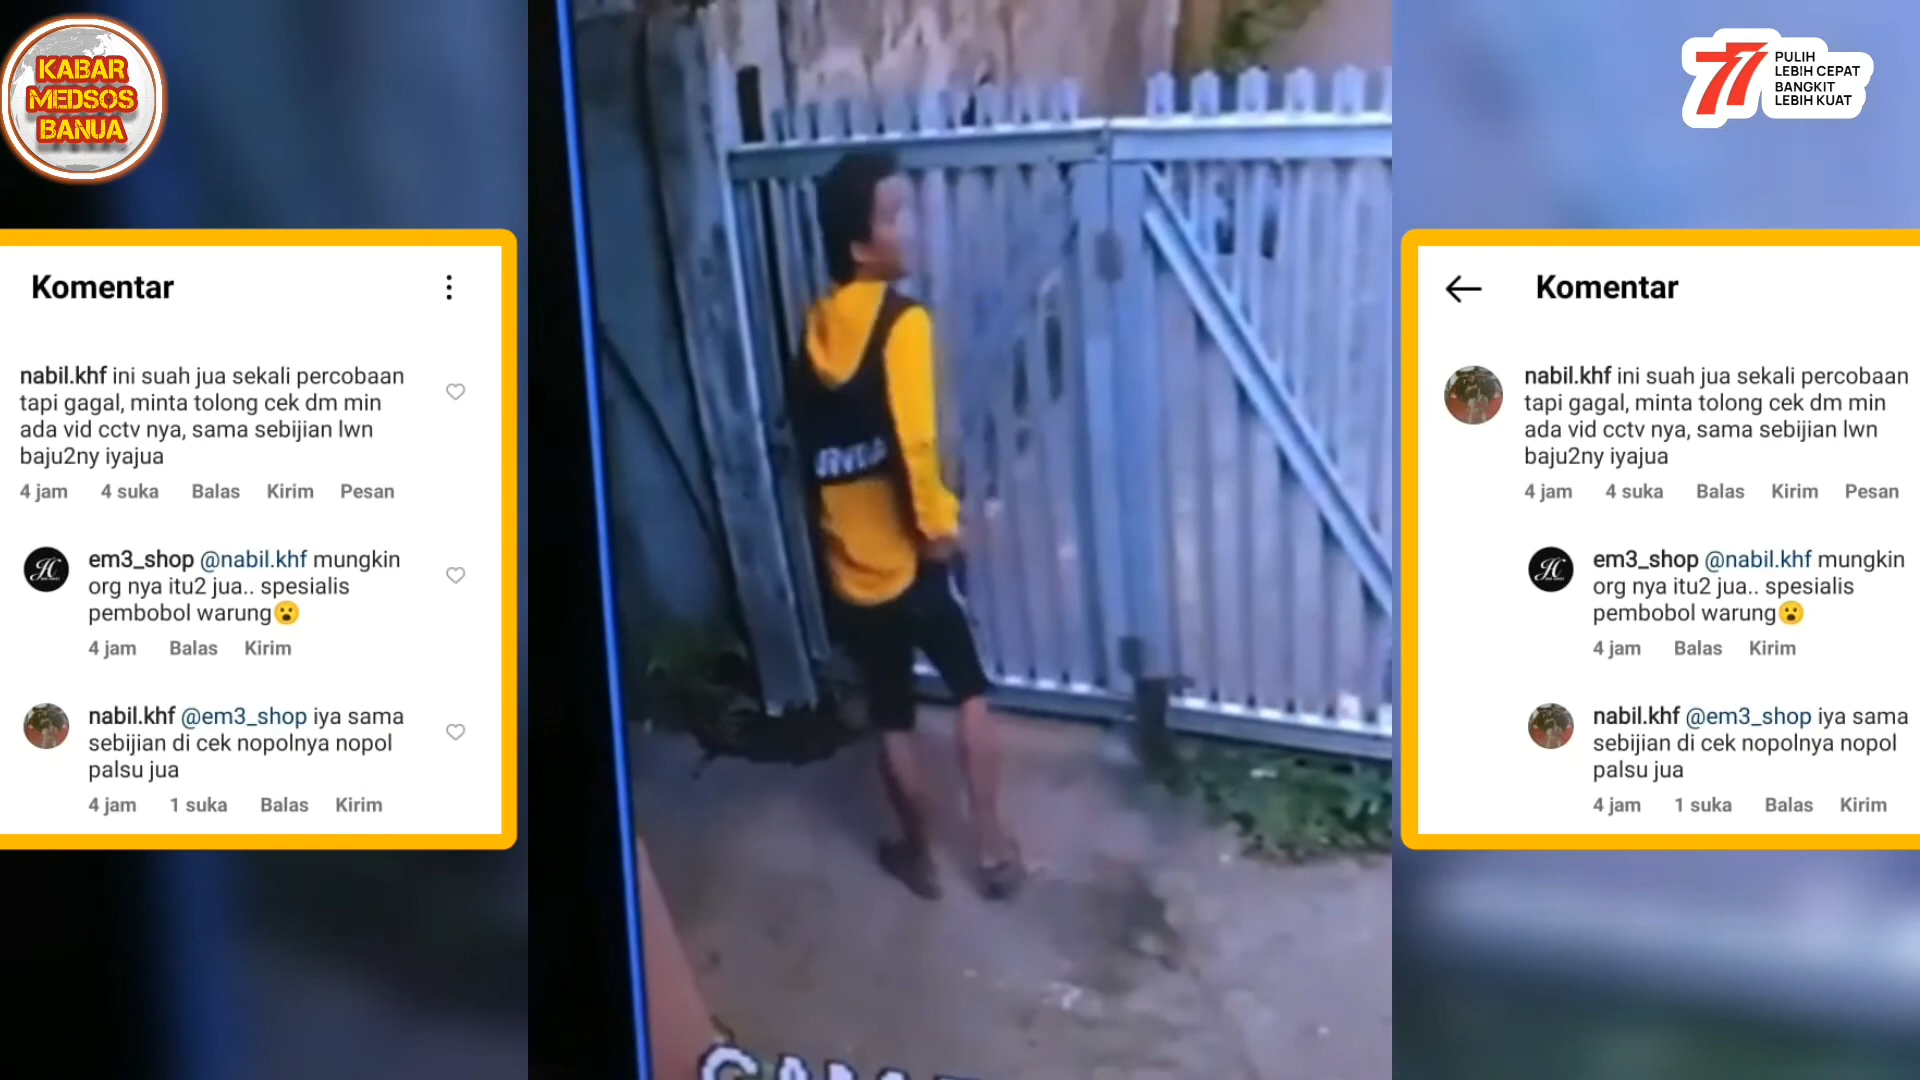 KABAR
MEDSOS
BANUA
77
PULIH
LEBIH CEPAT
BANGKIT
LEBIH KUAT
Komentar
nabil.khf ini suah jua sekali percobaan
tapi gagal, minta tolong cek dm min
ada vid cctv nya, sama sebijian lwn
baju2ny iyajua
4 jam 4 suka Balas Kirim Pesan
em3_shop @nabil.khf mungkin
org nya itu2 jua.. spesialis
pembobol warung😮
4 jam Balas Kirim
nabil.khf @em3_shop iya sama
sebijian di cek nopolnya nopol
palsu jua
4 jam 1 suka Balas Kirim
Komentar
nabil.khf ini suah jua sekali percobaan
tapi gagal, minta tolong cek dm min
ada vid cctv nya, sama sebijian lwn
baju2ny iyajua
4 jam 4 suka Balas Kirim Pesan
em3_shop @nabil.khf mungkin
org nya itu2 jua.. spesialis
pembobol warung😮
4 jam Balas Kirim
nabil.khf @em3_shop iya sama
sebijian di cek nopolnya nopol
palsu jua
4 jam 1 suka Balas Kirim